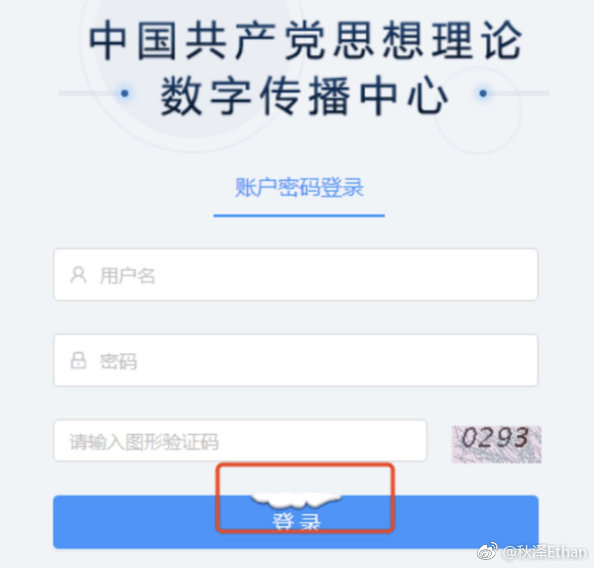 中国共产党思想理论
数字传播中心
账户密码登录
用户名
密码
请输入图形验证码
0293
登录
@秋泽Ethan